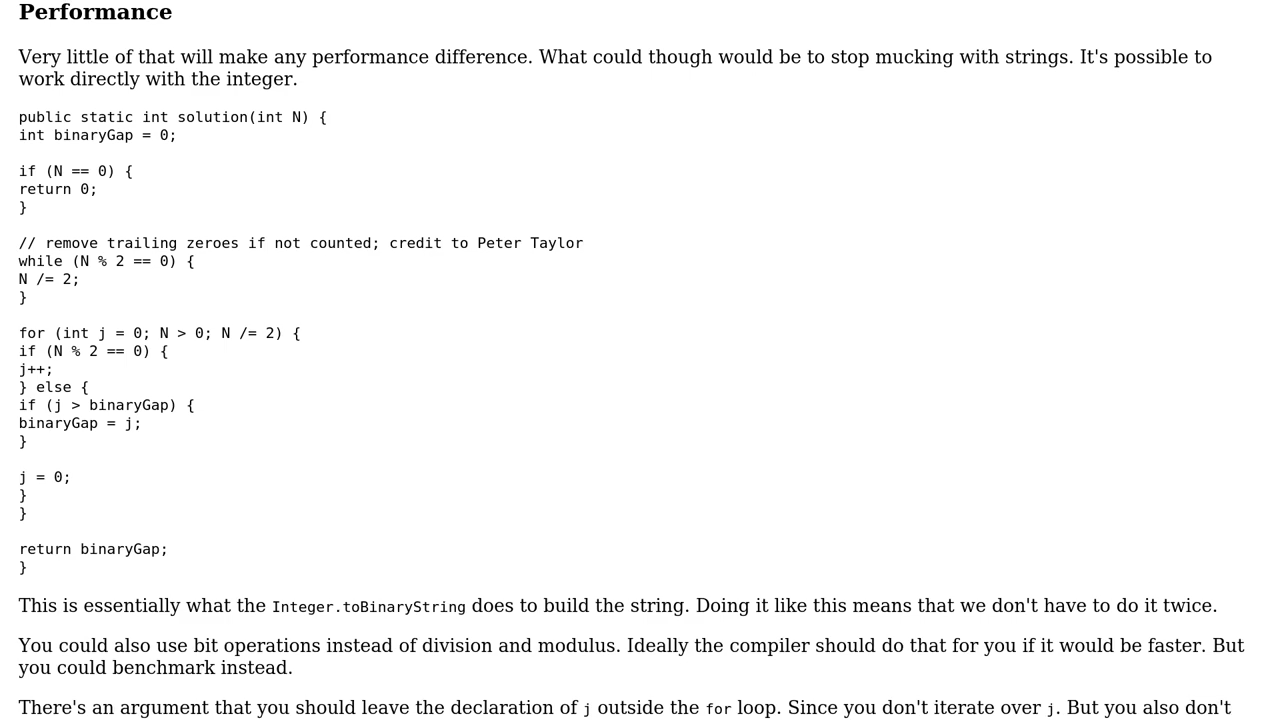 Performance
Very little of that will make any performance difference. What could though would be to stop mucking with strings. It's possible to
work directly with the integer.
public static int solution(int N) {
int binaryGap = 0;
if (N == 0) {
return 0;
}
// remove trailing zeroes if not counted; credit to Peter Taylor
while (N % 2 == 0) {
N /= 2;
}
for (int j = 0; N > 0; N /= 2) {
if (N % 2 == 0) {
j++;
} else {
if (j > binaryGap) {
binaryGap = j;
}
j = 0;
}
}
return binaryGap;
}
This is essentially what the Integer.toBinaryString does to build the string. Doing it like this means that we don't have to do it twice.
You could also use bit operations instead of division and modulus. Ideally the compiler should do that for you if it would be faster. But
you could benchmark instead.
There's an argument that you should leave the declaration of j outside the for loop. Since you don't iterate over j. But you also don't